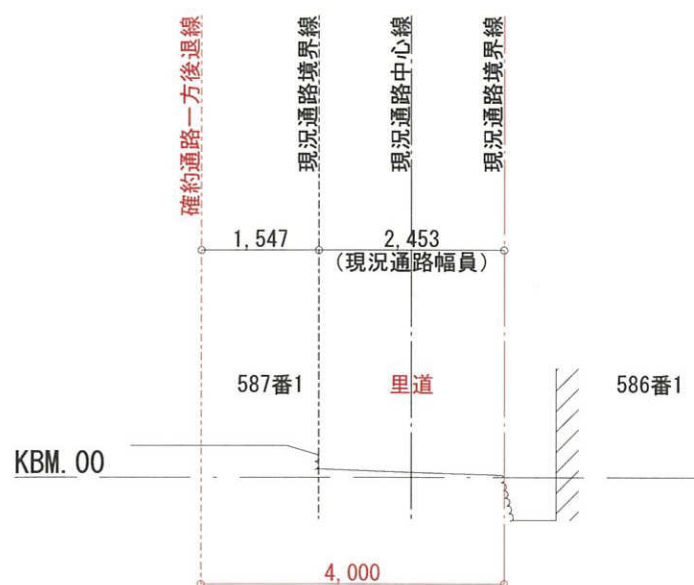 確約通路一方後退線
現況通路境界線
現況通路中心線
現況通路境界線
1,547
2,453
(現況通路幅員)
587番1
里道
586番1
KBM.00
4,000